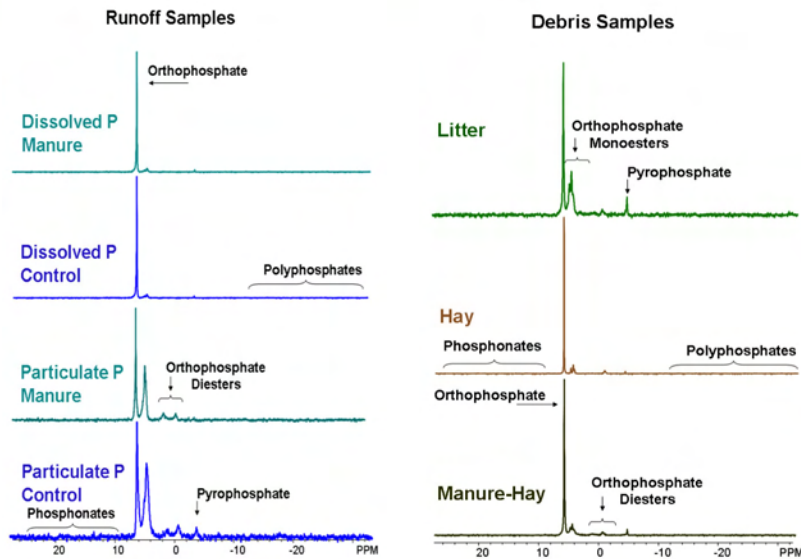 Runoff Samples
Orthophosphate
Dissolved P
Manure
Dissolved P
Control
Polyphosphates
Particulate P
Manure
Orthophosphate
Diesters
Particulate P
Control
Phosphonates
Pyrophosphate
20 10 0 -10 -20 PPM
Debris Samples
Litter
Orthophosphate
Monoesters
Pyrophosphate
Hay
Phosphonates
Polyphosphates
Orthophosphate
Manure-Hay
Orthophosphate
Diesters
20 10 0 -10 -20 PPM